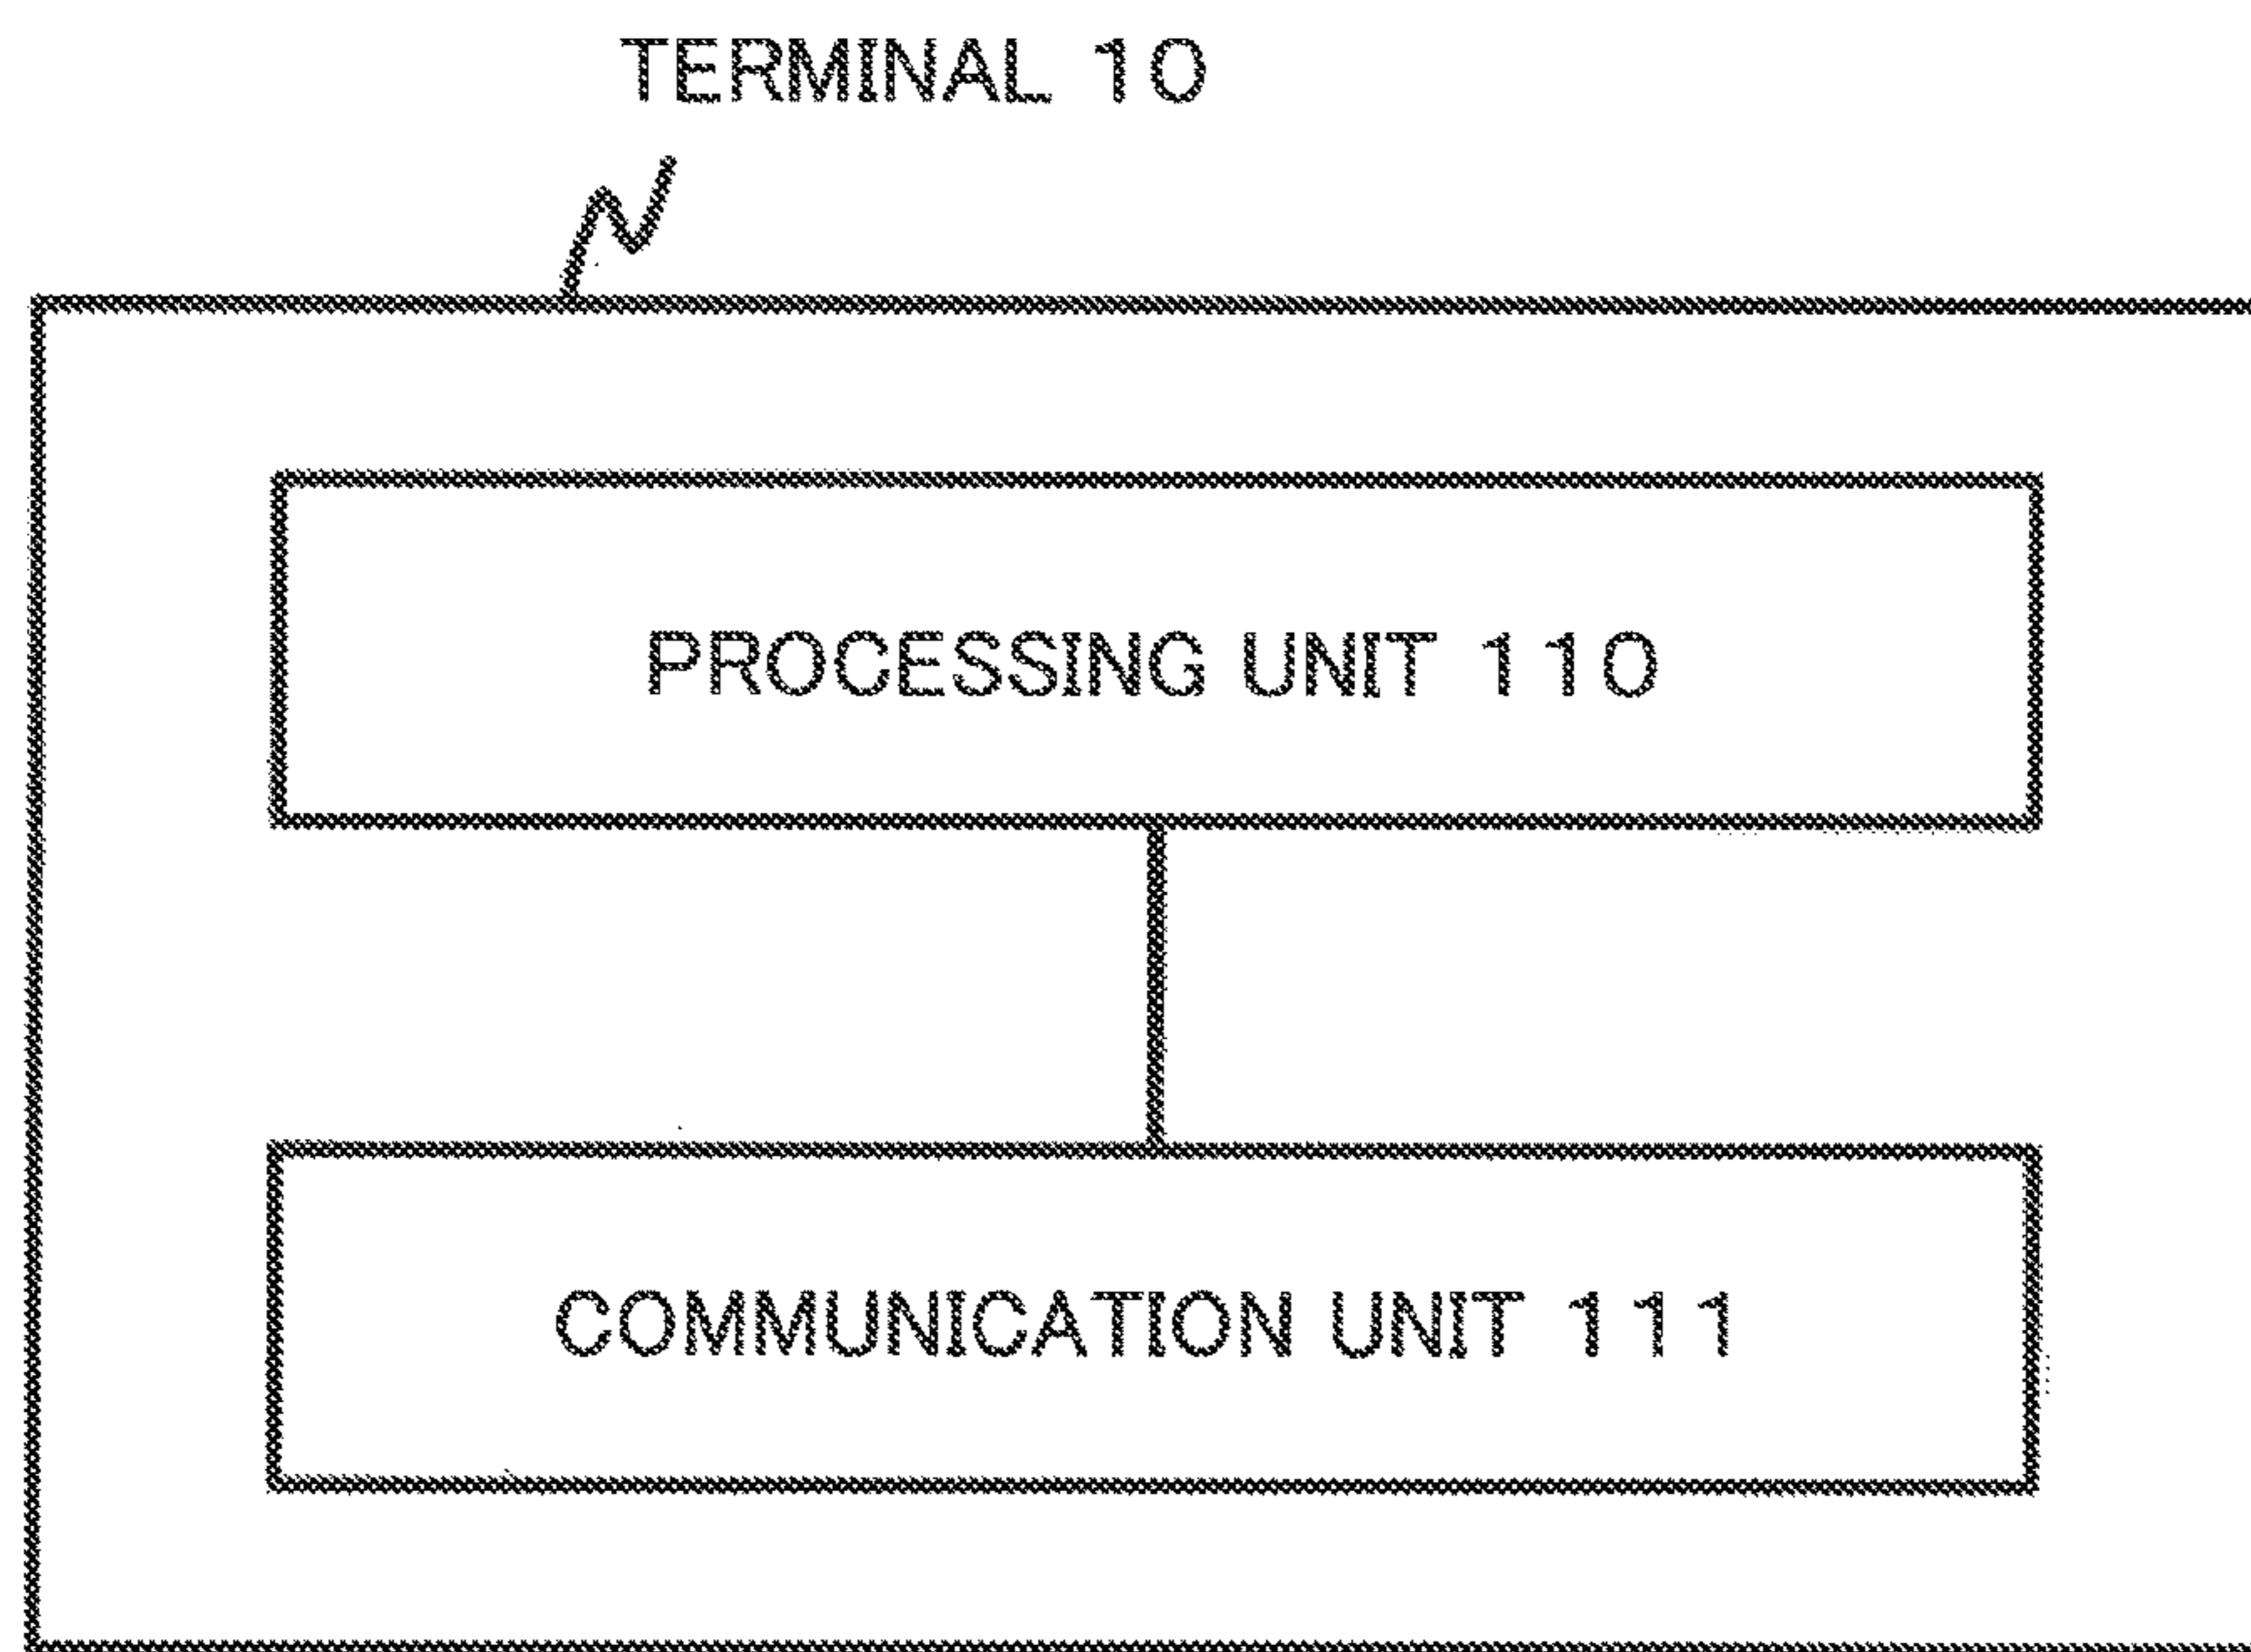 TERMINAL 10
PROCESSING UNIT 110
COMMUNICATION UNIT 111